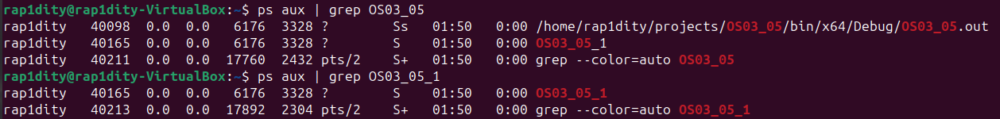 rap1dity@rap1dity-VirtualBox:~$ ps aux | grep OS03_05
rap1dity   40098  0.0  0.0   6176  3328 ?        Ss   01:50   0:00 /home/rap1dity/projects/OS03_05/bin/x64/Debug/OS03_05.out
rap1dity   40165  0.0  0.0   6176  3328 ?        S    01:50   0:00 OS03_05_1
rap1dity   40211  0.0  0.0  17760  2432 pts/2    S+   01:50   0:00 grep --color=auto OS03_05
rap1dity@rap1dity-VirtualBox:~$ ps aux | grep OS03_05_1
rap1dity   40165  0.0  0.0   6176  3328 ?        S    01:50   0:00 OS03_05_1
rap1dity   40213  0.0  0.0  17892  2304 pts/2    S+   01:50   0:00 grep --color=auto OS03_05_1